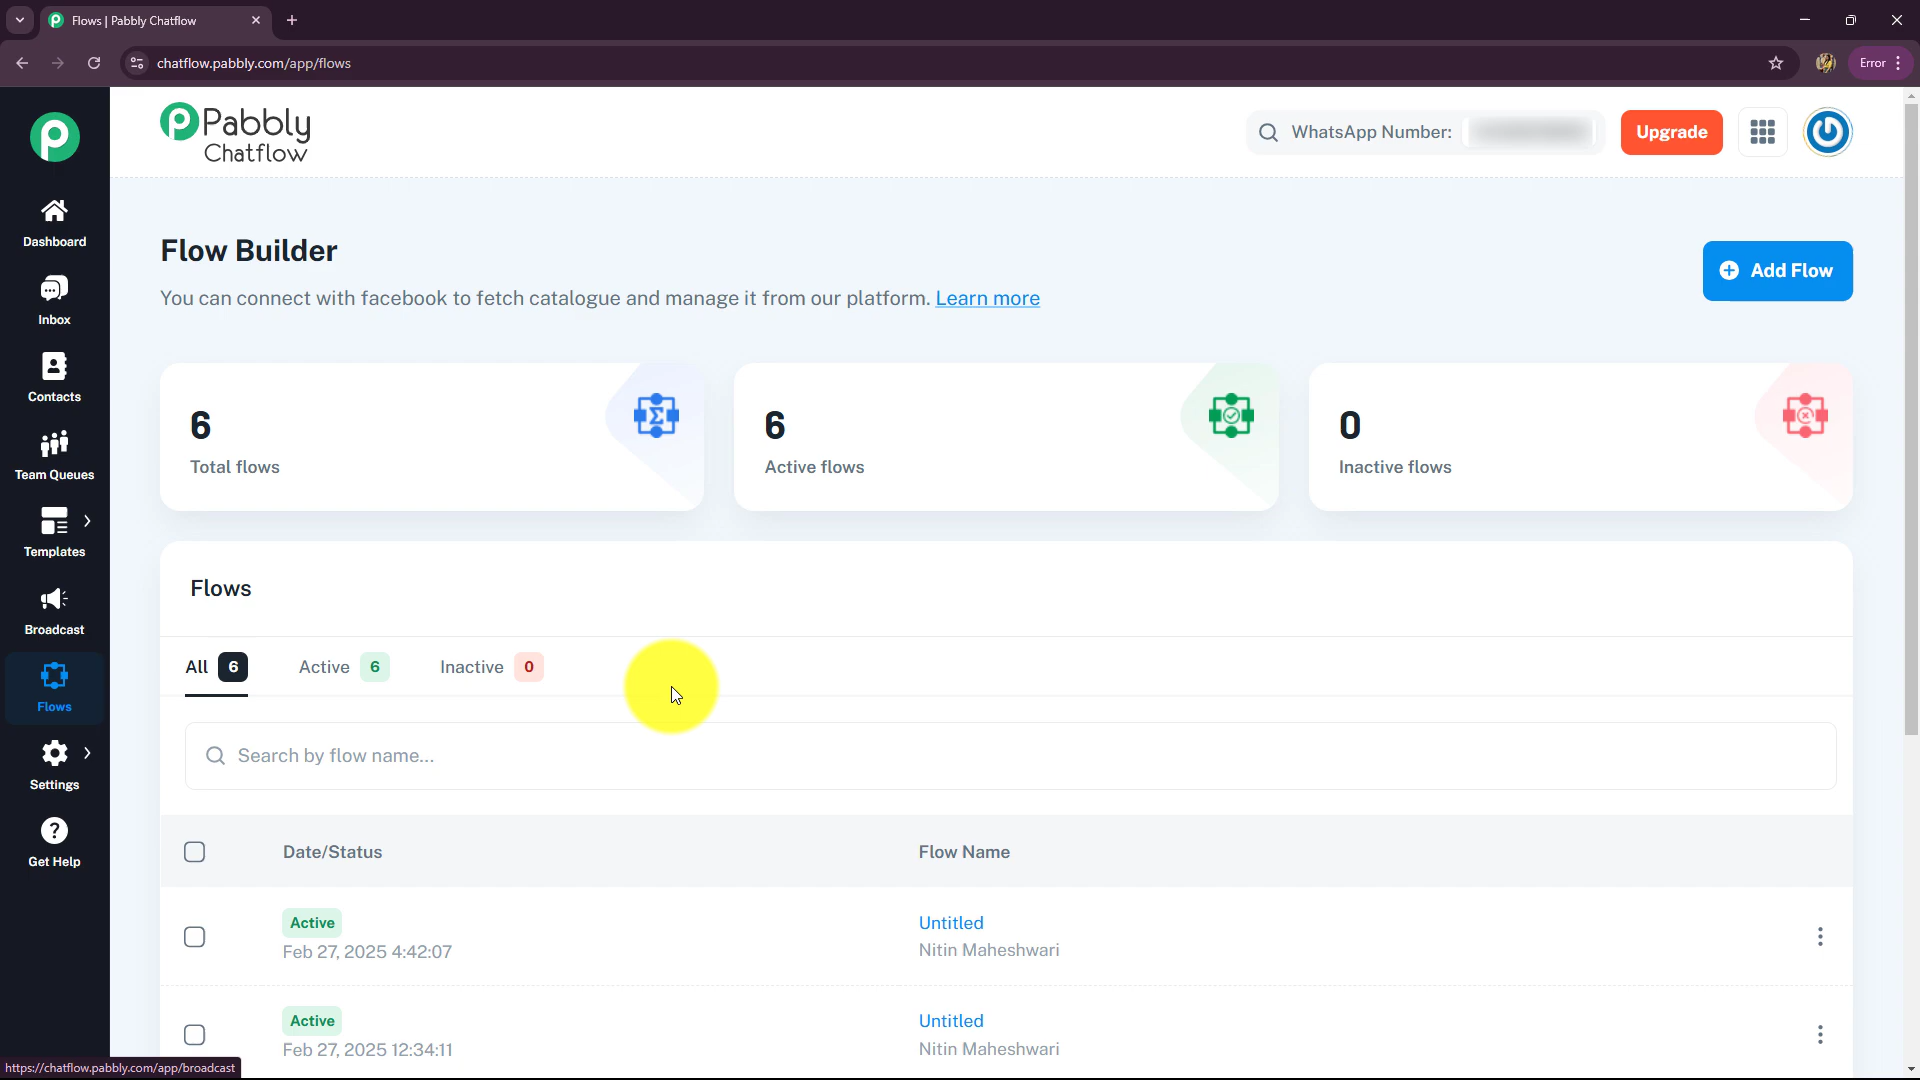 Flows | Pabbly Chatflow
chatflow.pabbly.com/app/flows
Error
Pabbly
Chatflow
WhatsApp Number:
Upgrade
Dashboard
Inbox
Contacts
Team Queues
Templates
Broadcast
Flows
Settings
Get Help
Flow Builder
You can connect with facebook to fetch catalogue and manage it from our platform. Learn more
Add Flow
6
Total flows
6
Active flows
0
Inactive flows
Flows
All 6 Active 6 Inactive 0
Search by flow name...
Date/Status Flow Name
Active Untitled
Feb 27, 2025 4:42:07 Nitin Maheshwari
Active Untitled
Feb 27, 2025 12:34:11 Nitin Maheshwari
https://chatflow.pabbly.com/app/broadcast